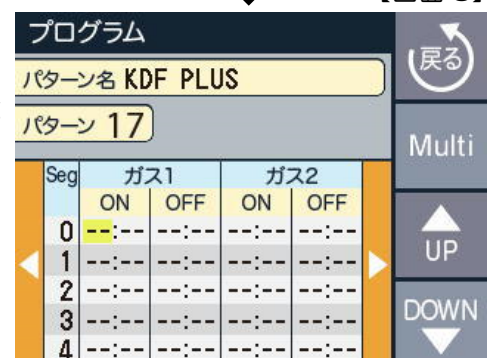 プログラム
戻る
パターン名 KDF PLUS
パターン 17
Multi
Seg ガス1 ガス2
ON OFF ON OFF
0 --:-- --:-- --:-- --:--
1 --:-- --:-- --:-- --:--
UP
2 --:-- --:-- --:-- --:--
3 --:-- --:-- --:-- --:--
DOWN
4 --:-- --:-- --:-- --:--